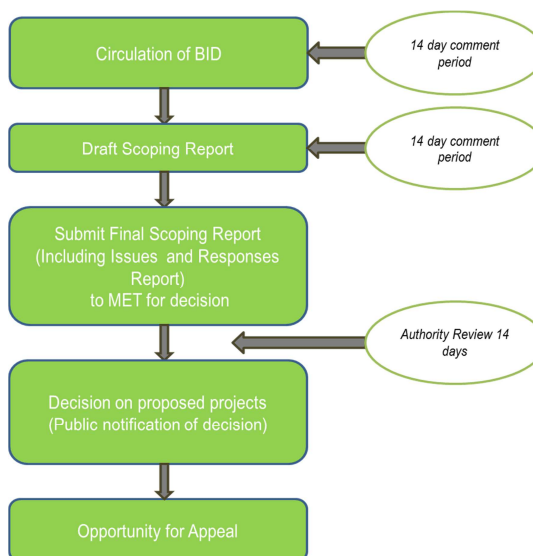 Circulation of BID
14 day comment
period
Draft Scoping Report
14 day comment
period
Submit Final Scoping Report
(Including Issues and Responses
Report)
to MET for decision
Authority Review 14
days
Decision on proposed projects
(Public notification of decision)
Opportunity for Appeal